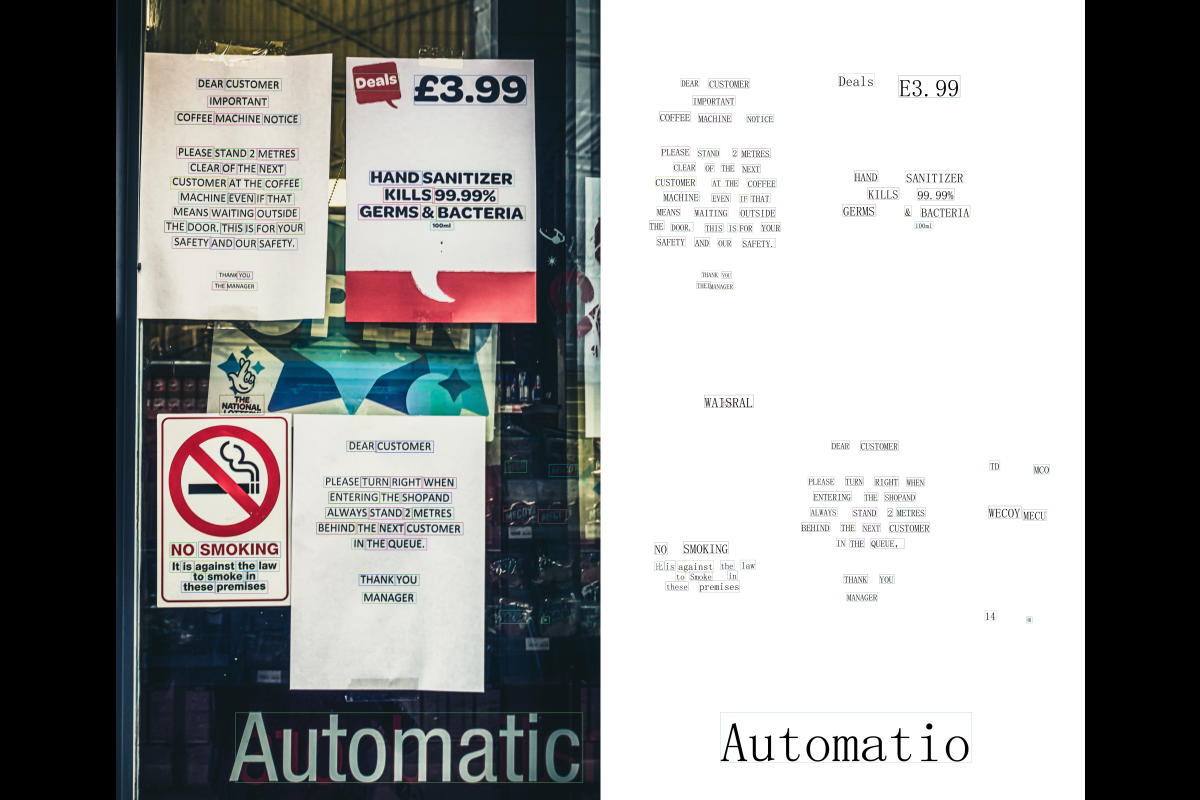 DEAR CUSTOMER
IMPORTANT
COFFEE MACHINE NOTICE
PLEASE STAND 2 METRES
CLEAR OF THE NEXT
CUSTOMER AT THE COFFEE
MACHINE EVEN IF THAT
MEANS WAITING OUTSIDE
THE DOOR. THIS IS FOR YOUR
SAFETY AND OUR SAFETY.
THANK YOU
THE MANAGER
Deals
£3.99
HAND SANITIZER
KILLS 99.99%
GERMS & BACTERIA
100ml
OPEN
THE
NATIONAL
LOTTERY
NO SMOKING
It is against the law
to smoke in
these premises
DEAR CUSTOMER
PLEASE TURN RIGHT WHEN
ENTERING THE SHOPAND
ALWAYS STAND 2 METRES
BEHIND THE NEXT CUSTOMER
IN THE QUEUE.
THANK YOU
MANAGER
Automatic
DEAR CUSTOMER
IMPORTANT
COFFEE MACHINE NOTICE
PLEASE STAND 2 METRES
CLEAR OF THE NEXT
CUSTOMER AT THE COFFEE
MACHINE EVEN IF THAT
MEANS WAITING OUTSIDE
THE DOOR. THIS IS FOR YOUR
SAFETY AND OUR SAFETY.
THANK YOU
THE MANAGER
Deals
E3.99
HAND SANITIZER
KILLS 99.99%
GERMS & BACTERIA
100ml
WAISRAL
DEAR CUSTOMER
PLEASE TURN RIGHT WHEN
ENTERING THE SHOPAND
ALWAYS STAND 2 METRES
BEHIND THE NEXT CUSTOMER
IN THE QUEUE,
THANK YOU
MANAGER
TD
MCO
WECOY MECU
14
NO SMOKING
is against the law
to Smoke in
these premises
Automatio